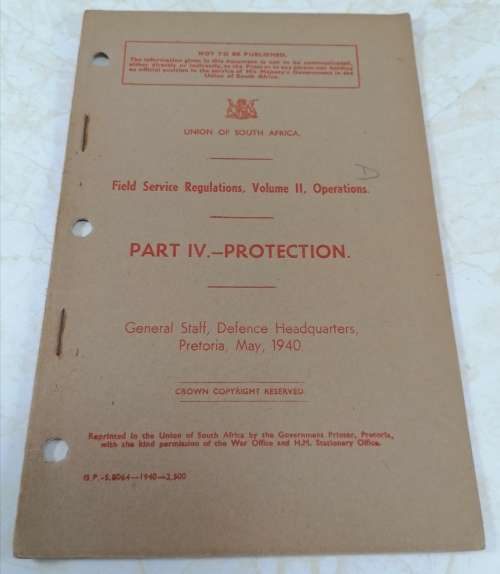 NOT TO BE PUBLISHED.
The information given in this document is not to be communicated,
either directly or indirectly, to the Press or to any person not holding
an official position in the service of His Majesty's Government in the
Union of South Africa.
UNION OF SOUTH AFRICA.
D
Field Service Regulations, Volume II, Operations.
PART IV.—PROTECTION.
General Staff, Defence Headquarters,
Pretoria, May, 1940.
CROWN COPYRIGHT RESERVED.
Reprinted in the Union of South Africa by the Government Printer, Pretoria,
with the kind permission of the War Office and H.M. Stationery Office.
G.P.-S.8064—1940—2,500